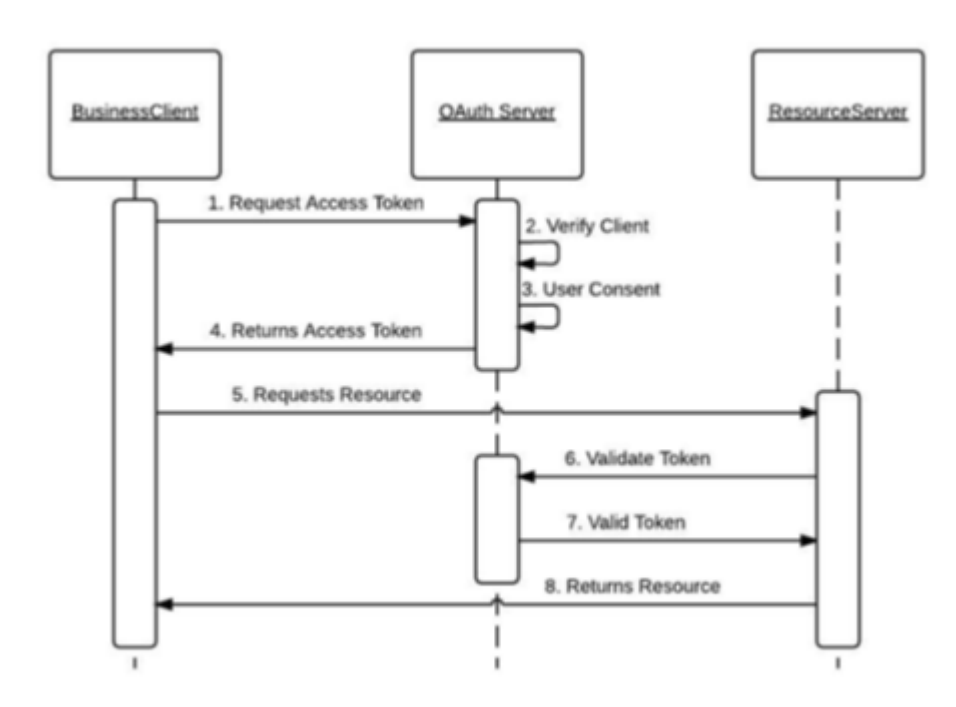 BusinessClient
OAuth Server
ResourceServer
1. Request Access Token
2. Verify Client
3. User Consent
4. Returns Access Token
5. Requests Resource
6. Validate Token
7. Valid Token
8. Returns Resource